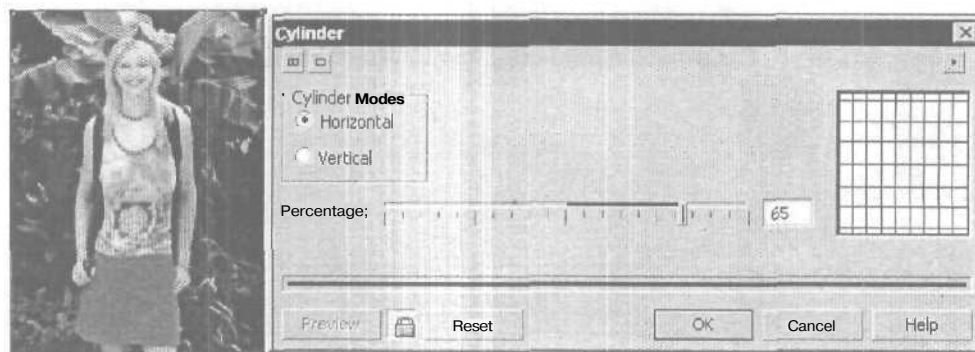 Cylinder
Cylinder Modes
Horizontal
Vertical
Percentage;
65
Preview
Reset
OK
Cancel
Help